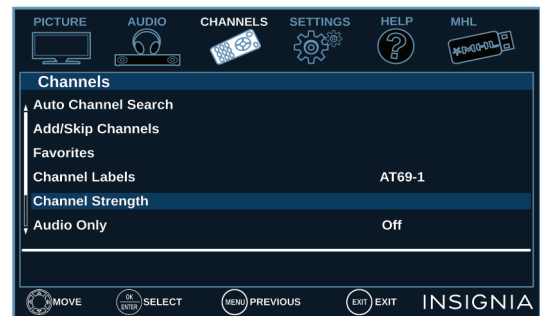 PICTURE AUDIO CHANNELS SETTINGS HELP MHL
MHL
Channels
Auto Channel Search
Add/Skip Channels
Favorites
Channel Labels AT69-1
Channel Strength
Audio Only Off
MOVE OK ENTER SELECT MENU PREVIOUS EXIT EXIT INSIGNIA